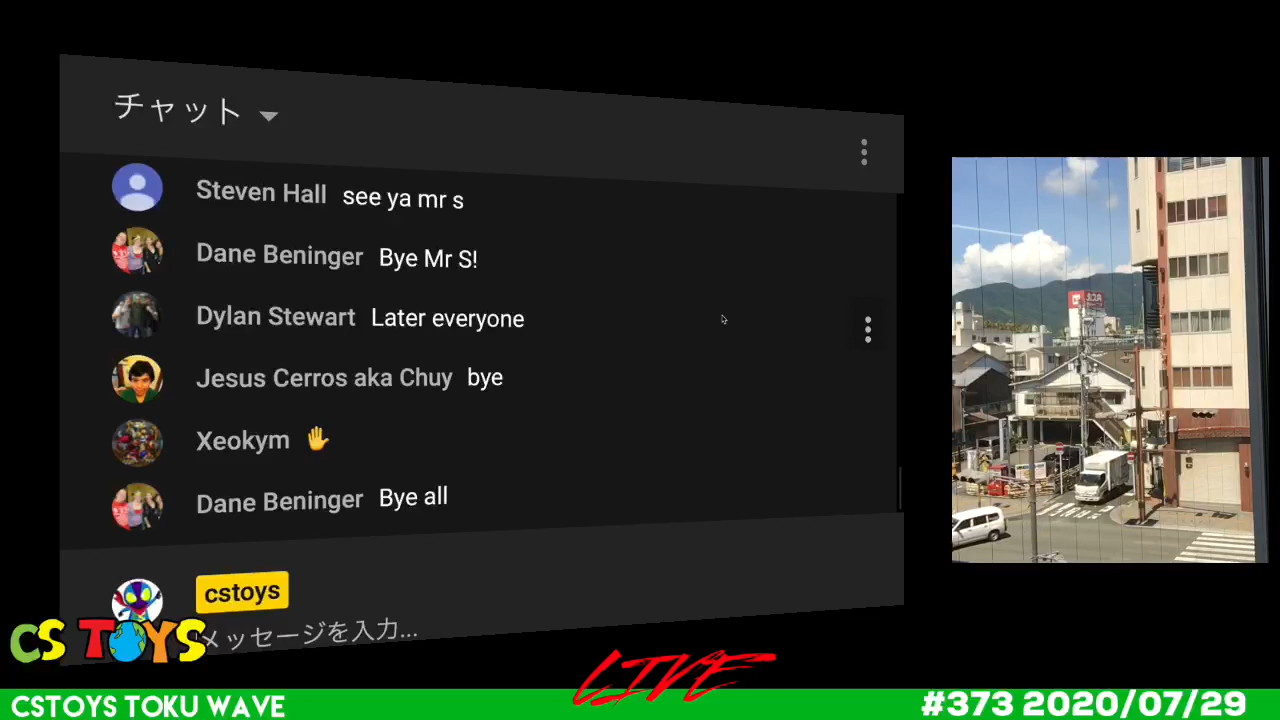 チャット
Steven Hall see ya mr s
Dane Beninger Bye Mr S!
Dylan Stewart Later everyone
Jesus Cerros aka Chuy bye
Xeokym 🤚
Dane Beninger Bye all
cstoys
メッセージを入力...
CS TOYS
LIVE
CSTOYS TOKU WAVE
#373 2020/07/29